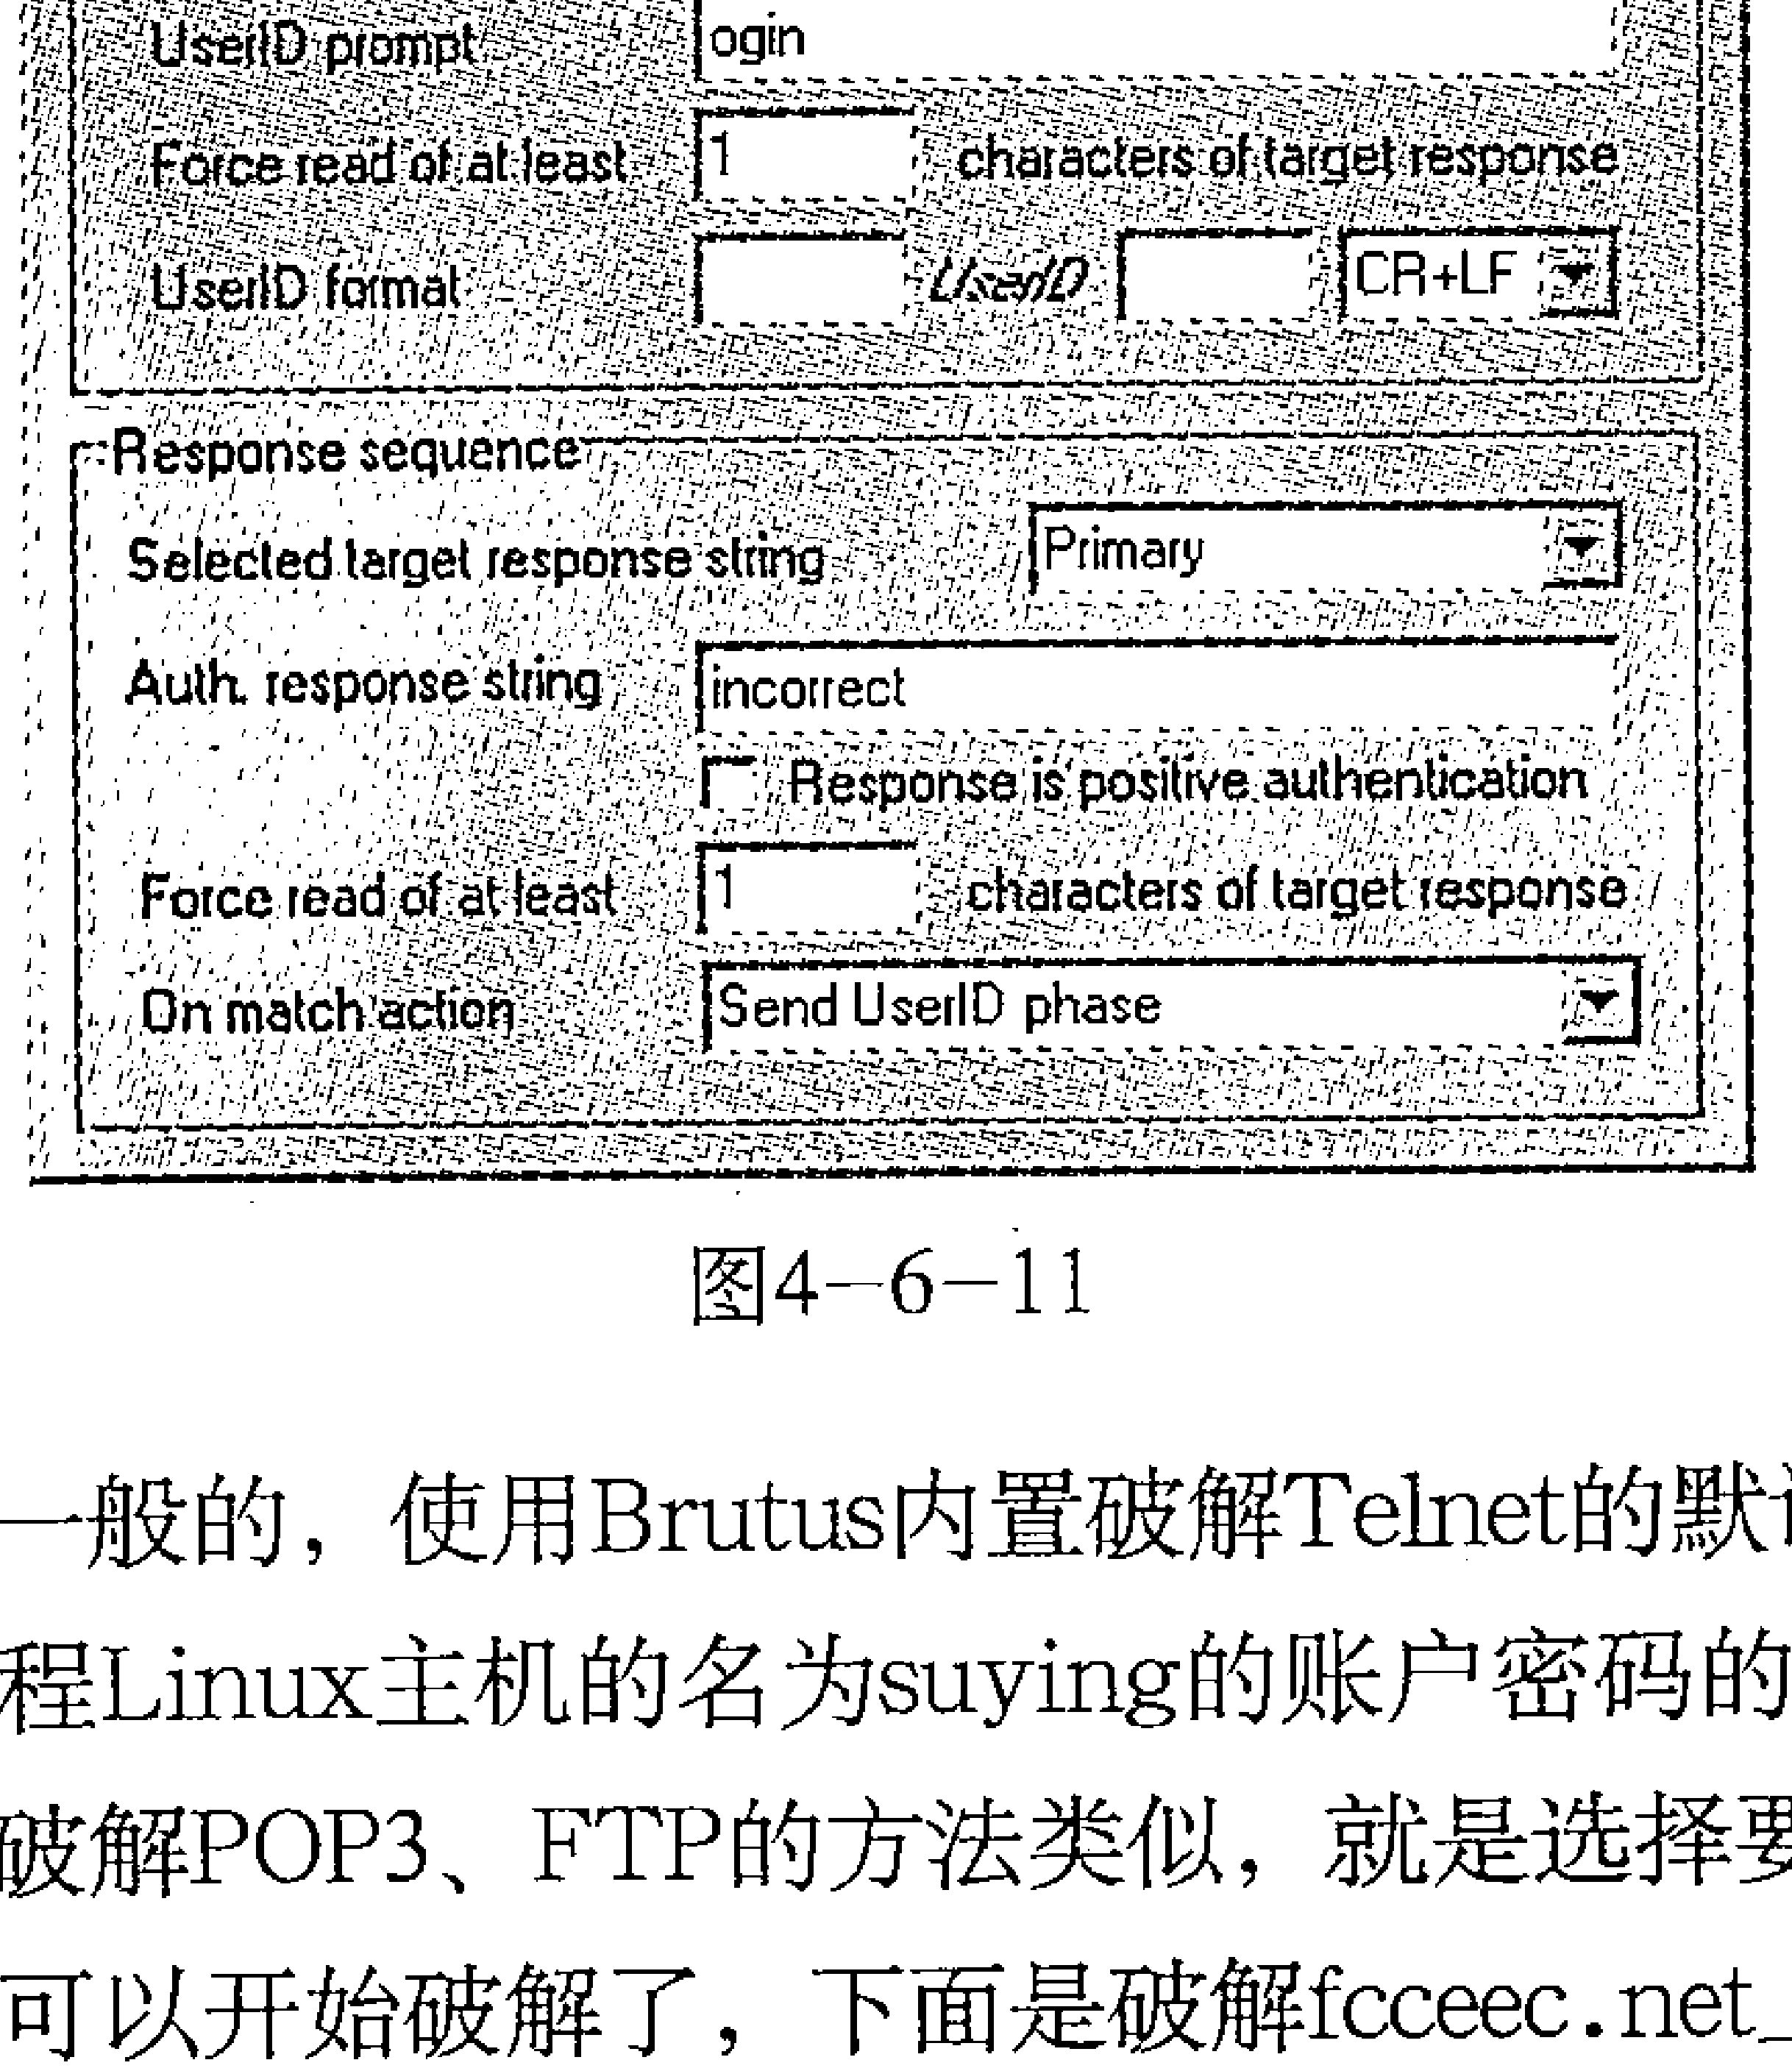 UserID prompt ogin
Force read of at least 1 characters of target response
UserID format UserID CR+LF
Response sequence
Selected target response string Primary
Auth. response string incorrect
Response is positive authentication
Force read of at least 1 characters of target response
On match action Send UserID phase
图4-6-11
一般的，使用Brutus内置破解Telnet的默
程Linux主机的名为suying的账户密码的
破解POP3、FTP的方法类似，就是选择要
可以开始破解了，下面是破解fcceec.net